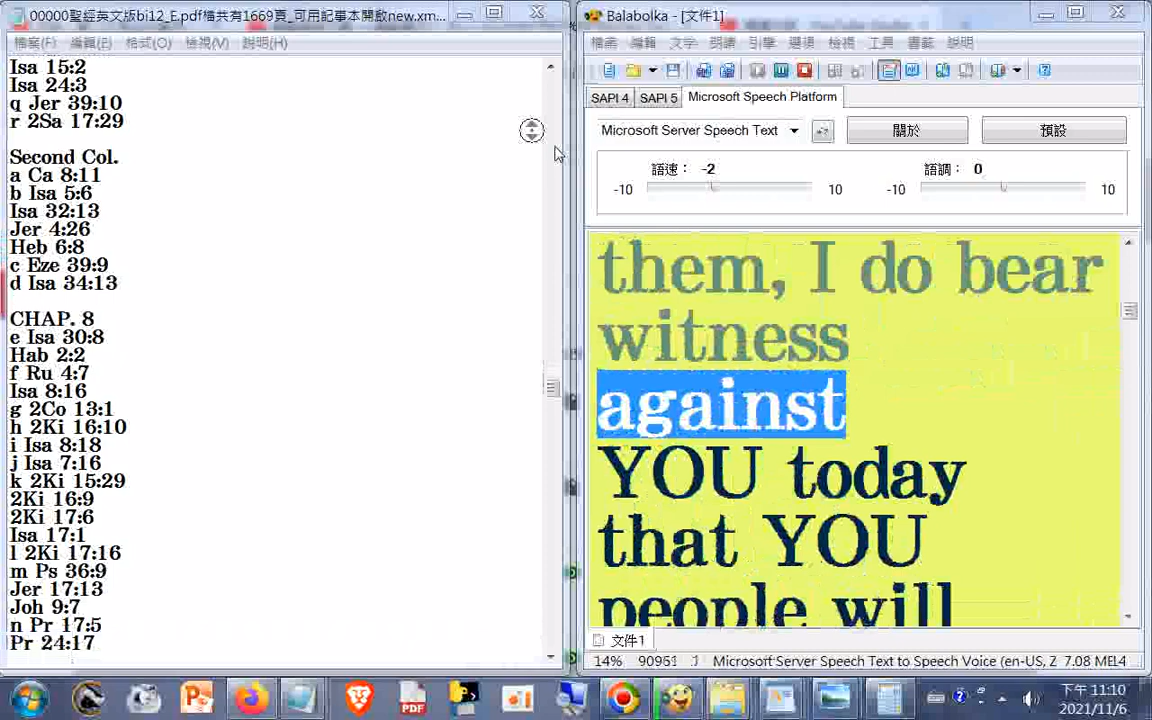 00000聖經英文版bi12_E.pdf檔共有1669頁_可用記事本開啟new.xm...
檔案(F) 編輯(E) 格式(O) 檢視(V) 說明(H)
Isa 15:2
Isa 24:3
q Jer 39:10
r 2Sa 17:29
Second Col.
a Ca 8:11
b Isa 5:6
Isa 32:13
Jer 4:26
Heb 6:8
c Eze 39:9
d Isa 34:13
CHAP. 8
e Isa 30:8
Hab 2:2
f Ru 4:7
Isa 8:16
g 2Co 13:1
h 2Ki 16:10
i Isa 8:18
j Isa 7:16
k 2Ki 15:29
2Ki 16:9
2Ki 17:6
Isa 17:1
l 2Ki 17:16
m Ps 36:9
Jer 17:13
Joh 9:7
n Pr 17:5
Pr 24:17
Balabolka - [文件1]
檔案 編輯 文字 朗讀 引擎 選項 檢視 工具 書籤 說明
SAPI 4 SAPI 5 Microsoft Speech Platform
Microsoft Server Speech Text 關於 預設
語速： -2 語調： 0
-10 10 -10 10
them, I do bear
witness
against
YOU today
that YOU
people will
文件1
14% 90951 Microsoft Server Speech Text to Speech Voice (en-US, Z 7.08 MEL4
PDF
下午 11:10
2021/11/6